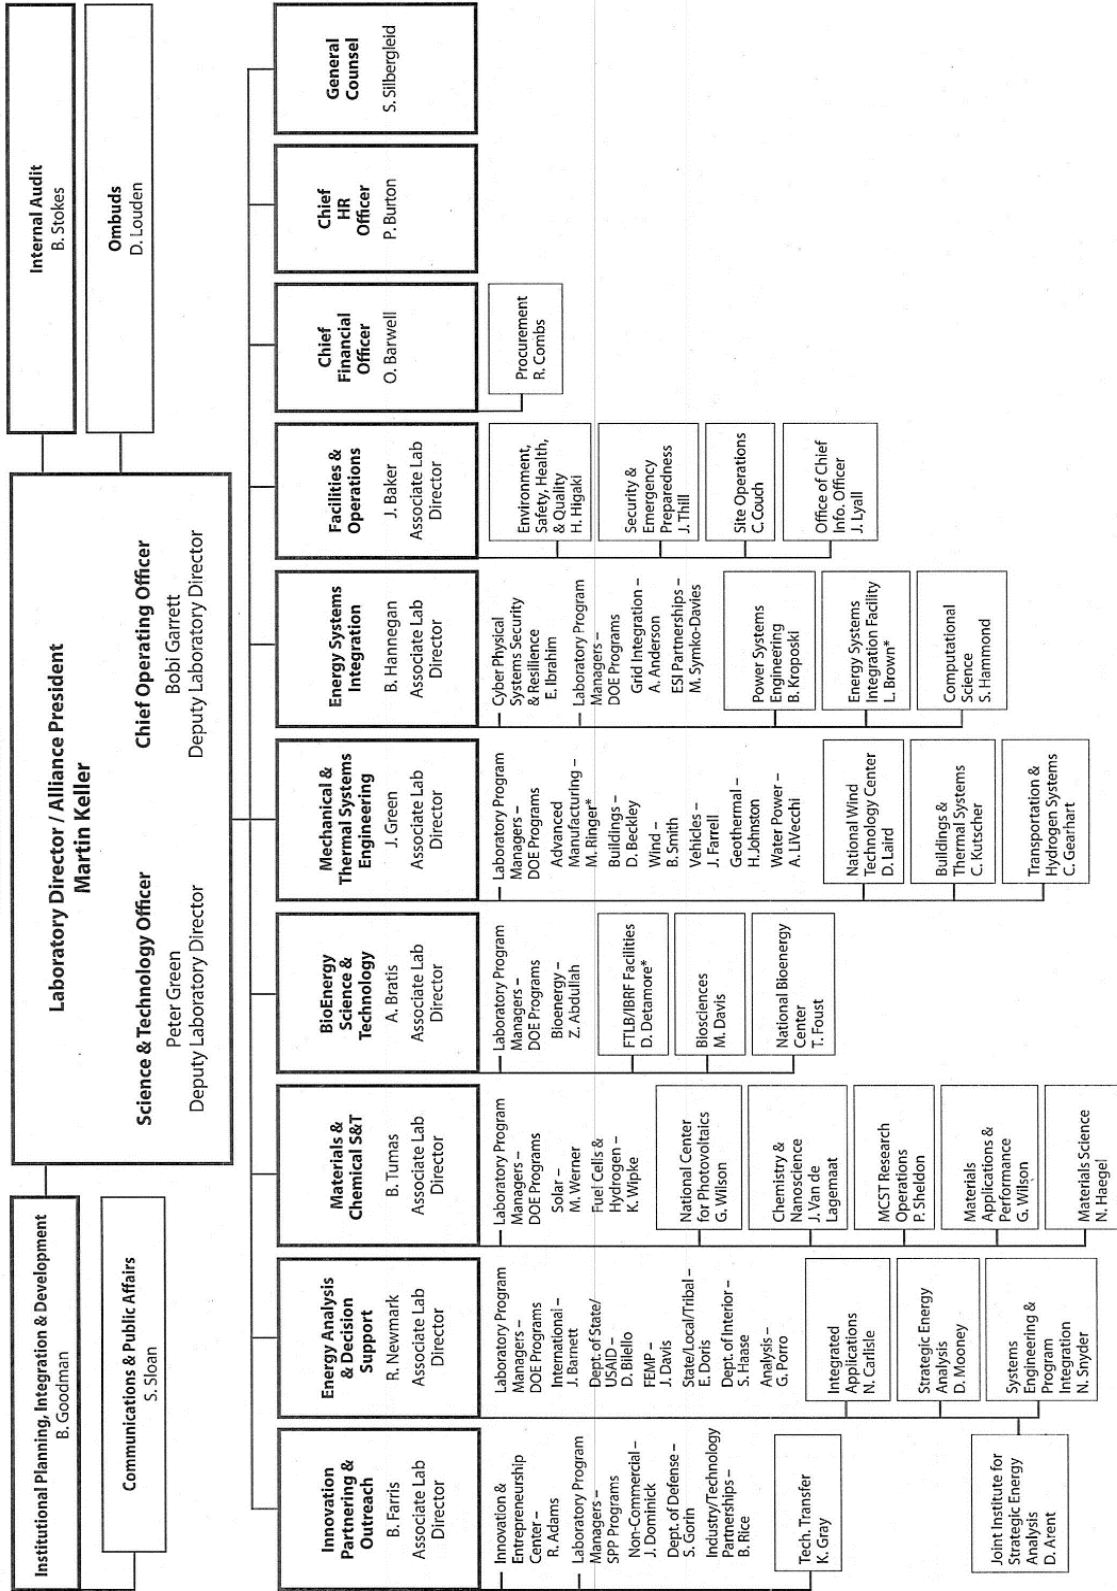 Laboratory Director / Alliance President
Martin Keller
Science & Technology Officer
Peter Green
Deputy Laboratory Director
Chief Operating Officer
Bobi Garrett
Deputy Laboratory Director
Institutional Planning, Integration & Development
B. Goodman
Communications & Public Affairs
S. Sloan
Internal Audit
B. Stokes
Ombuds
D. Louden
Innovation
Partnering &
Outreach
B. Farris
Associate Lab
Director
Innovation &
Entrepreneurship
Center –
R. Adams
Laboratory Program
Managers –
SPP Programs
Non-Commercial –
J. Dominick
Dept. of Defense –
S. Gorin
Industry/Technology
Partnerships –
B. Rice
Tech. Transfer
K. Gray
Energy Analysis
& Decision
Support
R. Newmark
Associate Lab
Director
Laboratory Program
Managers –
DOE Programs
International –
J. Barnett
Dept. of State/
USAID –
D. Bilello
FEMP –
J. Davis
State/Local/Tribal –
E. Doris
Dept. of Interior –
S. Haase
Analysis –
G. Porro
Integrated
Applications
N. Carlisle
Strategic Energy
Analysis
D. Mooney
Systems
Engineering &
Program
Integration
N. Snyder
Joint Institute for
Strategic Energy
Analysis
D. Arent
Materials &
Chemical S&T
B. Tumas
Associate Lab
Director
Laboratory Program
Managers –
DOE Programs
Solar –
M. Werner
Fuel Cells &
Hydrogen –
K. Wipke
National Center
for Photovoltaics
G. Wilson
Chemistry &
Nanoscience
J. Van de
Lagemaat
MCST Research
Operations
P. Sheldon
Materials
Applications &
Performance
G. Wilson
Materials Science
N. Haegel
BioEnergy
Science &
Technology
A. Bratis
Associate Lab
Director
Laboratory Program
Managers –
DOE Programs
Bioenergy –
Z. Abdullah
FTLB/IBRF Facilities
D. Detamore*
Biosciences
M. Davis
National Bioenergy
Center
T. Foust
Mechanical &
Thermal Systems
Engineering
J. Green
Associate Lab
Director
Laboratory Program
Managers –
DOE Programs
Advanced
Manufacturing –
M. Ringer*
Buildings –
D. Beckley
Wind –
B. Smith
Vehicles –
J. Farrell
Geothermal –
H.Johnston
Water Power –
A. LiVecchi
National Wind
Technology Center
D. Laird
Buildings &
Thermal Systems
C. Kutscher
Transportation &
Hydrogen Systems
C. Gearhart
Energy Systems
Integration
B. Hannegan
Associate Lab
Director
Cyber Physical
Systems Security
& Resilience
E. Ibrahim
Laboratory Program
Managers –
DOE Programs
Grid Integration –
A. Anderson
ESI Partnerships –
M. Symko-Davies
Power Systems
Engineering
B. Kroposki
Energy Systems
Integration Facility
L. Brown*
Computational
Science
S. Hammond
Facilities &
Operations
J. Baker
Associate Lab
Director
Environment,
Safety, Health,
& Quality
H. Higaki
Security &
Emergency
Preparedness
J. Thill
Site Operations
C. Couch
Office of Chief
Info. Officer
J. Lyall
Chief
Financial
Officer
O. Barwell
Procurement
R. Combs
Chief
HR
Officer
P. Burton
General
Counsel
S. Silbergleid